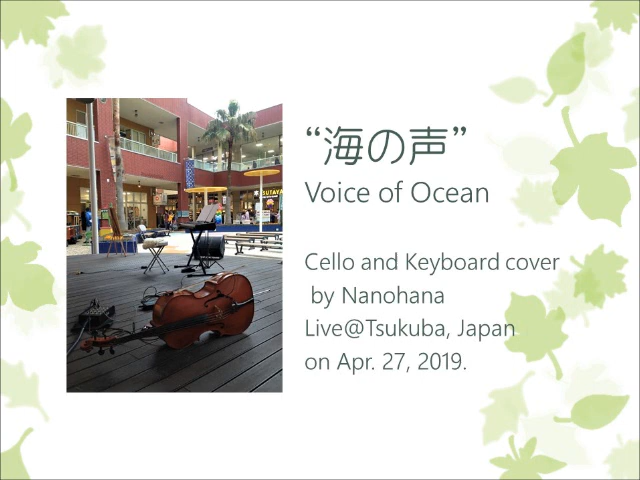 “海の声”
Voice of Ocean
Cello and Keyboard cover
by Nanohana
Live@Tsukuba, Japan
on Apr. 27, 2019.